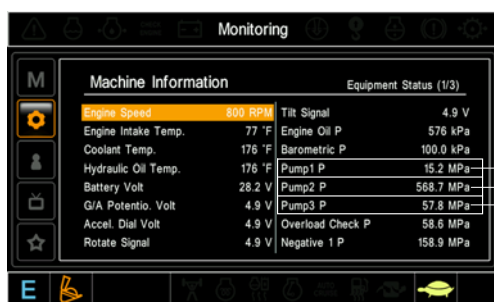 Monitoring
M
Machine Information
Equipment Status (1/3)
Engine Speed 800 RPM Tilt Signal 4.9 V
Engine Intake Temp. 77 °F Engine Oil P 576 kPa
Coolant Temp. 176 °F Barometric P 100.0 kPa
Hydraulic Oil Temp. 176 °F Pump1 P 15.2 MPa
Battery Volt 28.2 V Pump2 P 568.7 MPa
G/A Potentio. Volt 4.9 V Pump3 P 57.8 MPa
Accel. Dial Volt 4.9 V Overload Check P 58.6 MPa
Rotate Signal 4.9 V Negative 1 P 158.9 MPa
E